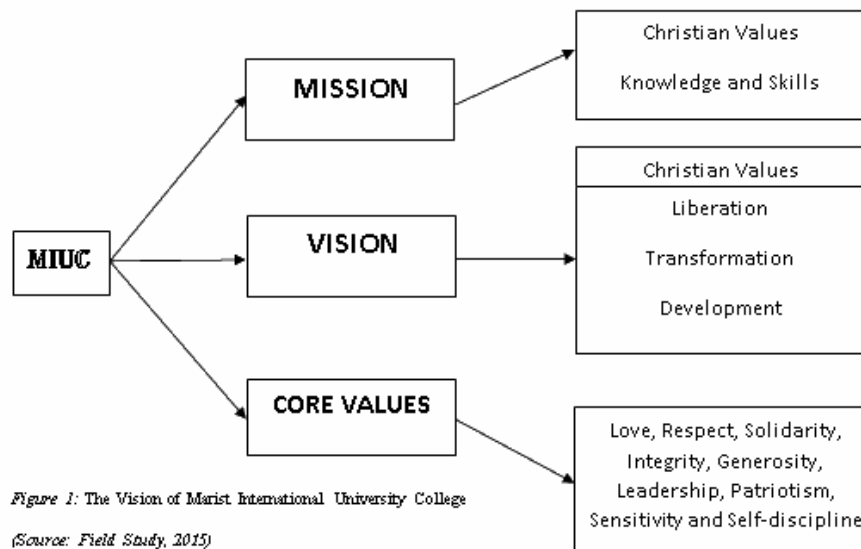 MIUC
MISSION
Christian Values
Knowledge and Skills
VISION
Christian Values
Liberation
Transformation
Development
CORE VALUES
Love, Respect, Solidarity,
Integrity, Generosity,
Leadership, Patriotism,
Sensitivity and Self-discipline
Figure 1: The Vision of Marist International University College
(Source: Field Study, 2015)